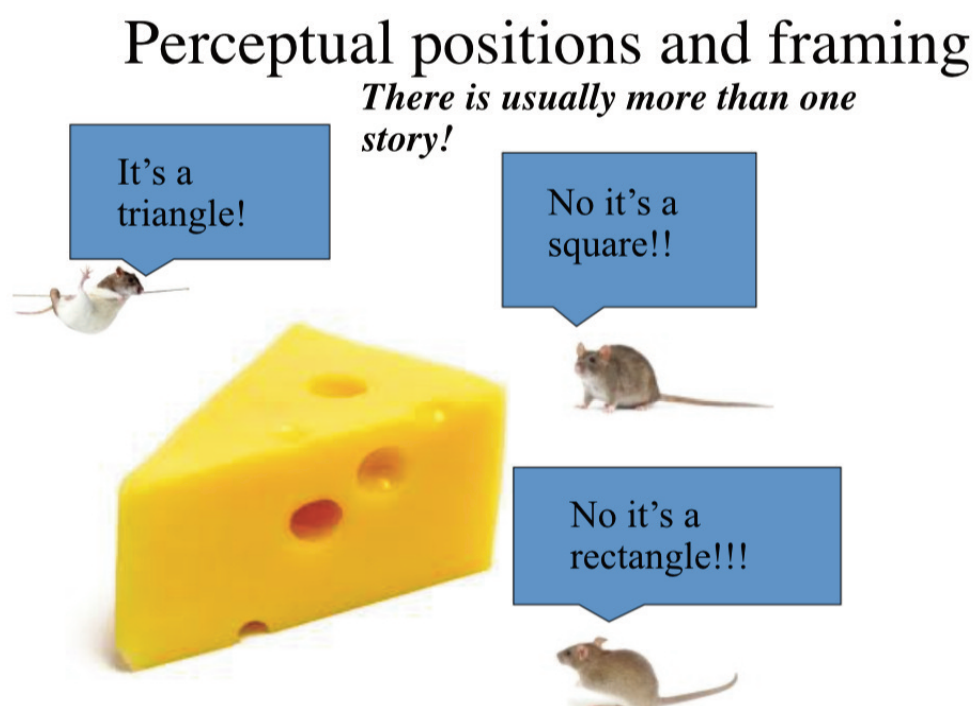 Perceptual positions and framing
There is usually more than one
story!
It's a
triangle!
No it's a
square!!
No it's a
rectangle!!!